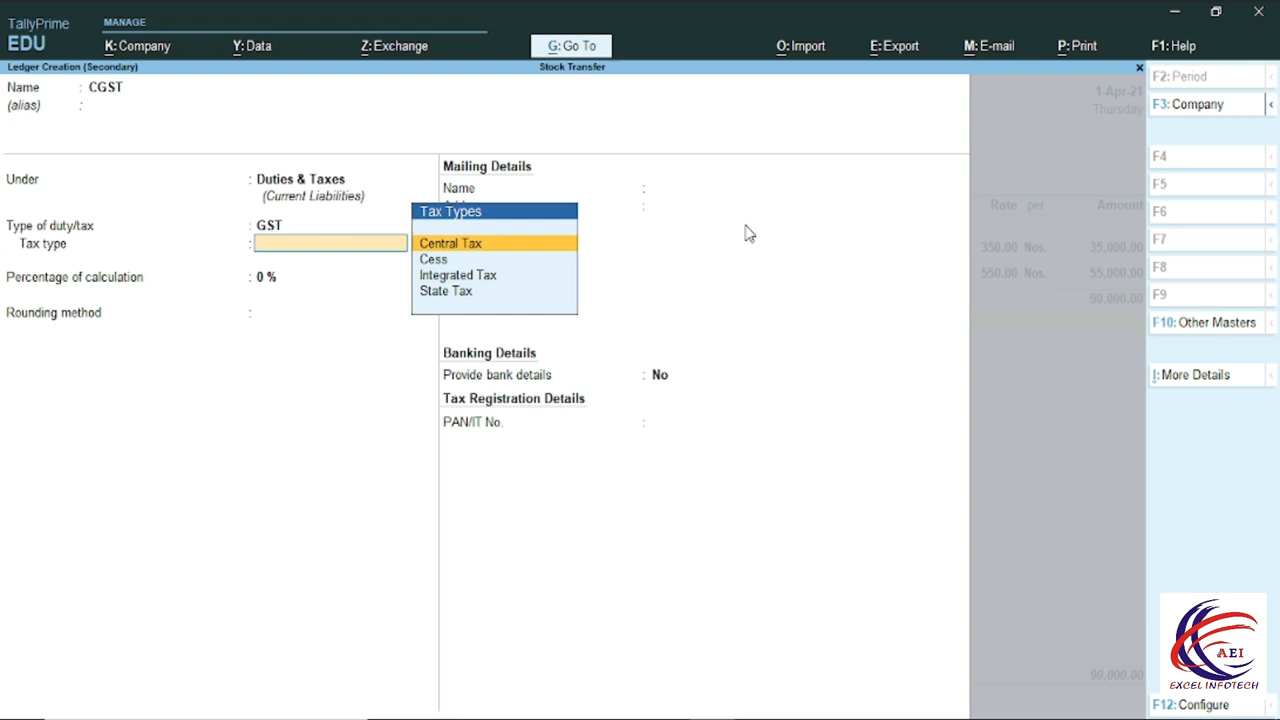 TallyPrime
EDU
MANAGE
K:Company
Y:Data
Z:Exchange
G:Go To
O:Import
E:Export
M:E-mail
P:Print
F1:Help
Ledger Creation (Secondary)
Stock Transfer
Name : CGST
(alias) :
Under : Duties & Taxes
(Current Liabilities)
Type of duty/tax : GST
Tax type :
Percentage of calculation : 0 %
Rounding method :
Mailing Details
Name :
:
Tax Types
Central Tax
Cess
Integrated Tax
State Tax
Banking Details
Provide bank details : No
Tax Registration Details
PAN/IT No. :
1-Apr-21
Thursday
Rate per Amount
350.00 Nos. 35,000.00
550.00 Nos. 55,000.00
90,000.00
90,000.00
F2: Period
F3: Company
F4
F5
F6
F7
F8
F9
F10: Other Masters
I:More Details
F12: Configure
AEI
EXCEL INFOTECH